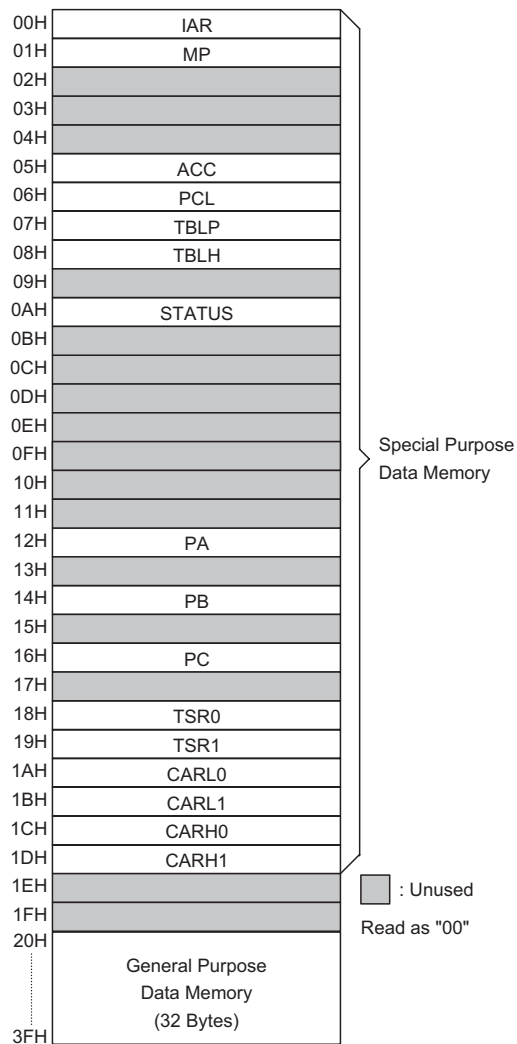 00H IAR
01H MP
02H
03H
04H
05H ACC
06H PCL
07H TBLP
08H TBLH
09H
0AH STATUS
0BH
0CH
0DH
0EH
0FH
10H
11H
12H PA
13H
14H PB
15H
16H PC
17H
18H TSR0
19H TSR1
1AH CARL0
1BH CARL1
1CH CARH0
1DH CARH1
1EH
1FH
20H
General Purpose
Data Memory
(32 Bytes)
3FH
Special Purpose
Data Memory
: Unused
Read as "00"